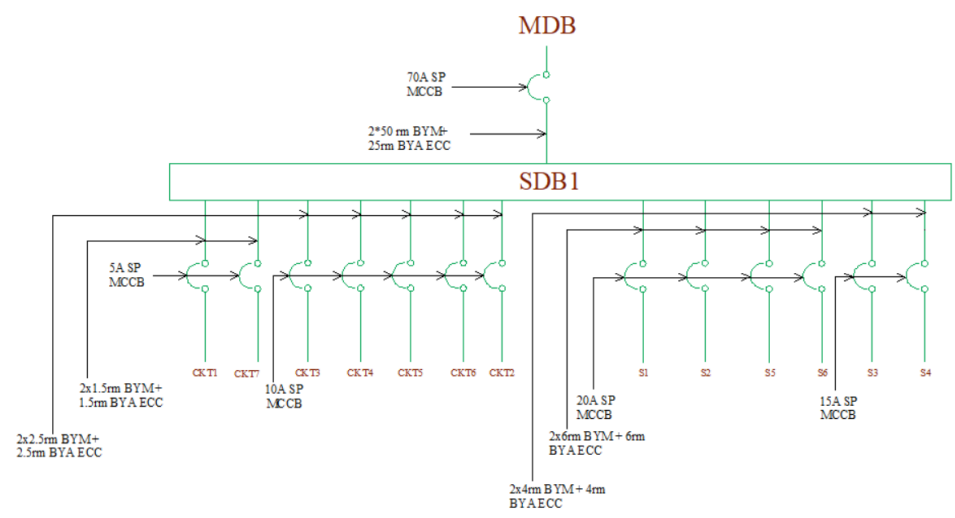 MDB
70A SP
MCCB
2*50 rm BYM+
25rm BYA ECC
SDB1
5A SP
MCCB
CKT1
CKT7
CKT3
CKT4
CKT5
CKT6
CKT2
S1
S2
S5
S6
S3
S4
2x1.5rm BYM+
1.5rm BYA ECC
10A SP
MCCB
20A SP
MCCB
15A SP
MCCB
2x2.5rm BYM+
2.5rm BYA ECC
2x6rm BYM + 6rm
BYA ECC
2x4rm BYM + 4rm
BYA ECC